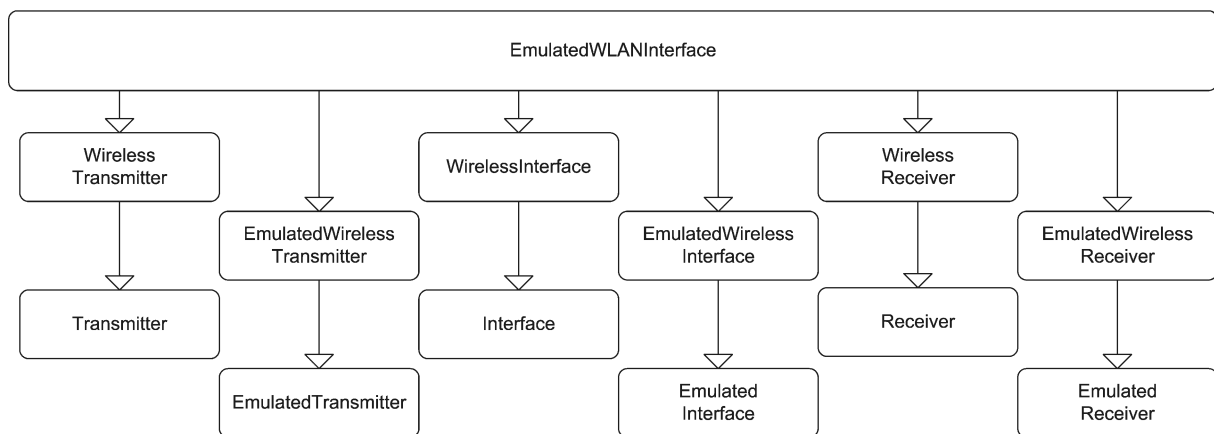 EmulatedWLANInterface
Wireless
Transmitter
WirelessInterface
Wireless
Receiver
EmulatedWireless
Transmitter
EmulatedWireless
Interface
EmulatedWireless
Receiver
Transmitter
Interface
Receiver
EmulatedTransmitter
Emulated
Interface
Emulated
Receiver